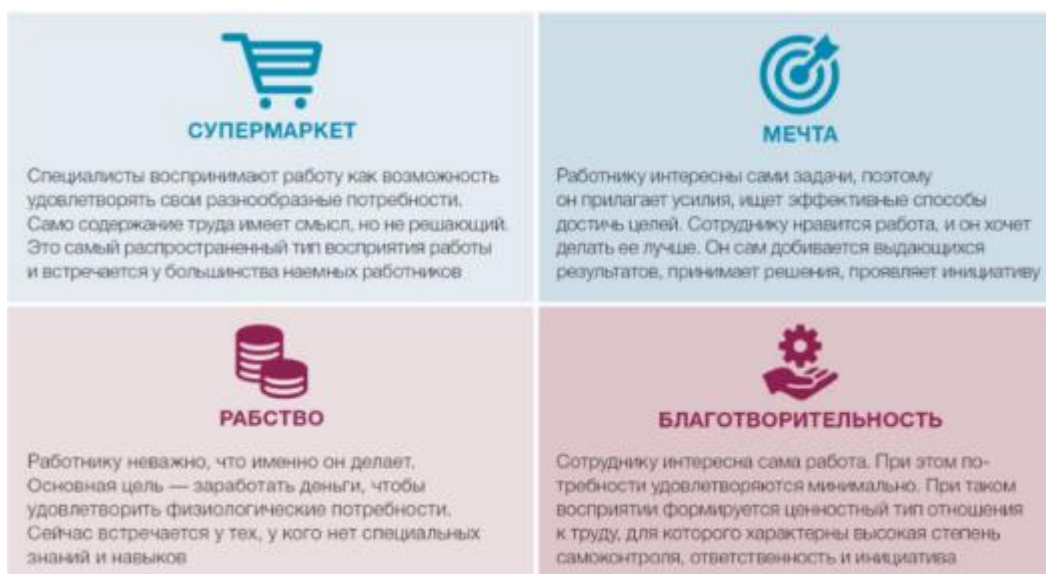 СУПЕРМАРКЕТ
Специалисты воспринимают работу как возможность
удовлетворять свои разнообразные потребности.
Само содержание труда имеет смысл, но не решающий.
Это самый распространенный тип восприятия работы
и встречается у большинства наемных работников
МЕЧТА
Работнику интересны сами задачи, поэтому
он прилагает усилия, ищет эффективные способы
достичь целей. Сотруднику нравится работа, и он хочет
делать ее лучше. Он сам добивается выдающихся
результатов, принимает решения, проявляет инициативу
РАБСТВО
Работнику неважно, что именно он делает.
Основная цель — заработать деньги, чтобы
удовлетворить физиологические потребности.
Сейчас встречается у тех, у кого нет специальных
знаний и навыков
БЛАГОТВОРИТЕЛЬНОСТЬ
Сотруднику интересна сама работа. При этом по-
требности удовлетворяются минимально. При таком
восприятии формируется ценностный тип отношения
к труду, для которого характерны высокая степень
самоконтроля, ответственность и инициатива